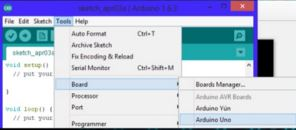 sketch_apr03a | Arduino 1.6.3
File Edit Sketch Tools Help
Auto Format Ctrl+T
Archive Sketch
Fix Encoding & Reload
Serial Monitor Ctrl+Shift+M
Board
Processor
Port
Programmer
Boards Manager...
Arduino AVR Boards
Arduino Yún
Arduino Uno
sketch_apr03a
void setup()
// put your
}
void loop() {
// put your